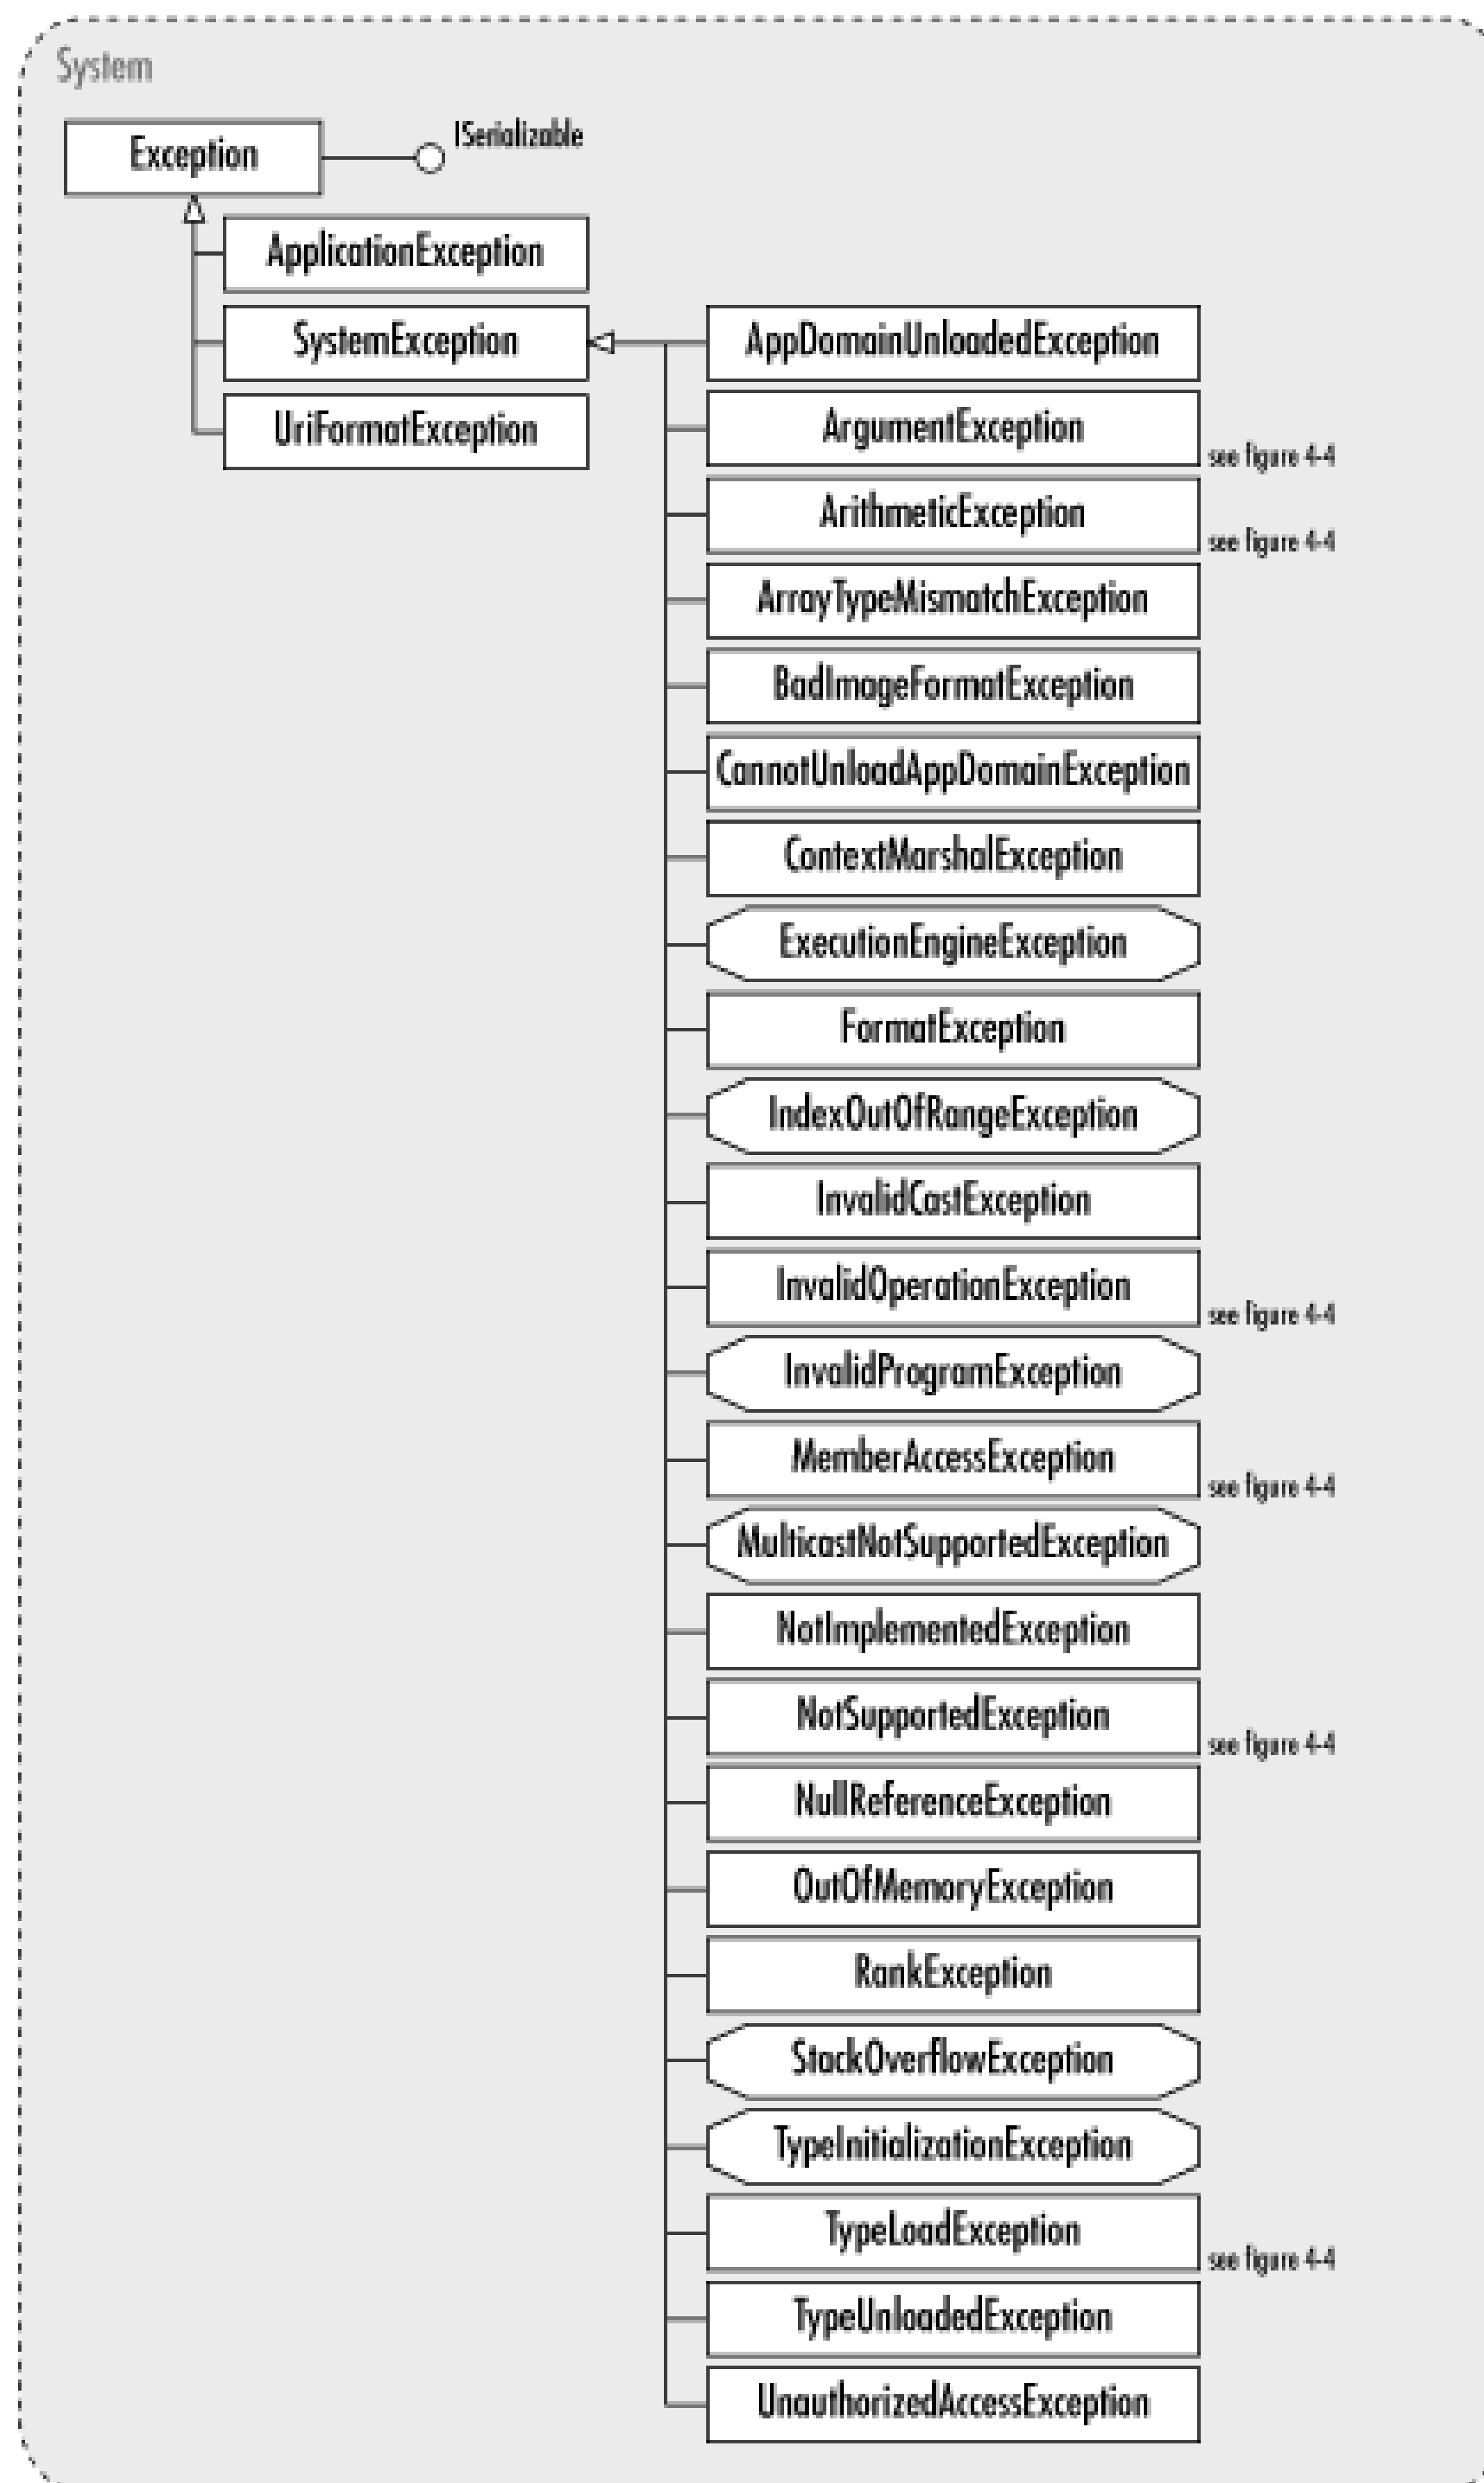 System
Exception
ISerializable
ApplicationException
SystemException
UriFormatException
AppDomainUnloadedException
ArgumentException
see figure 4-4
ArithmeticException
see figure 4-4
ArrayTypeMismatchException
BadImageFormatException
CannotUnloadAppDomainException
ContextMarshalException
ExecutionEngineException
FormatException
IndexOutOfRangeException
InvalidCastException
InvalidOperationException
see figure 4-4
InvalidProgramException
MemberAccessException
see figure 4-4
MulticastNotSupportedException
NotImplementedException
NotSupportedException
see figure 4-4
NullReferenceException
OutOfMemoryException
RankException
StackOverflowException
TypeInitializationException
TypeLoadException
see figure 4-4
TypeUnloadedException
UnauthorizedAccessException